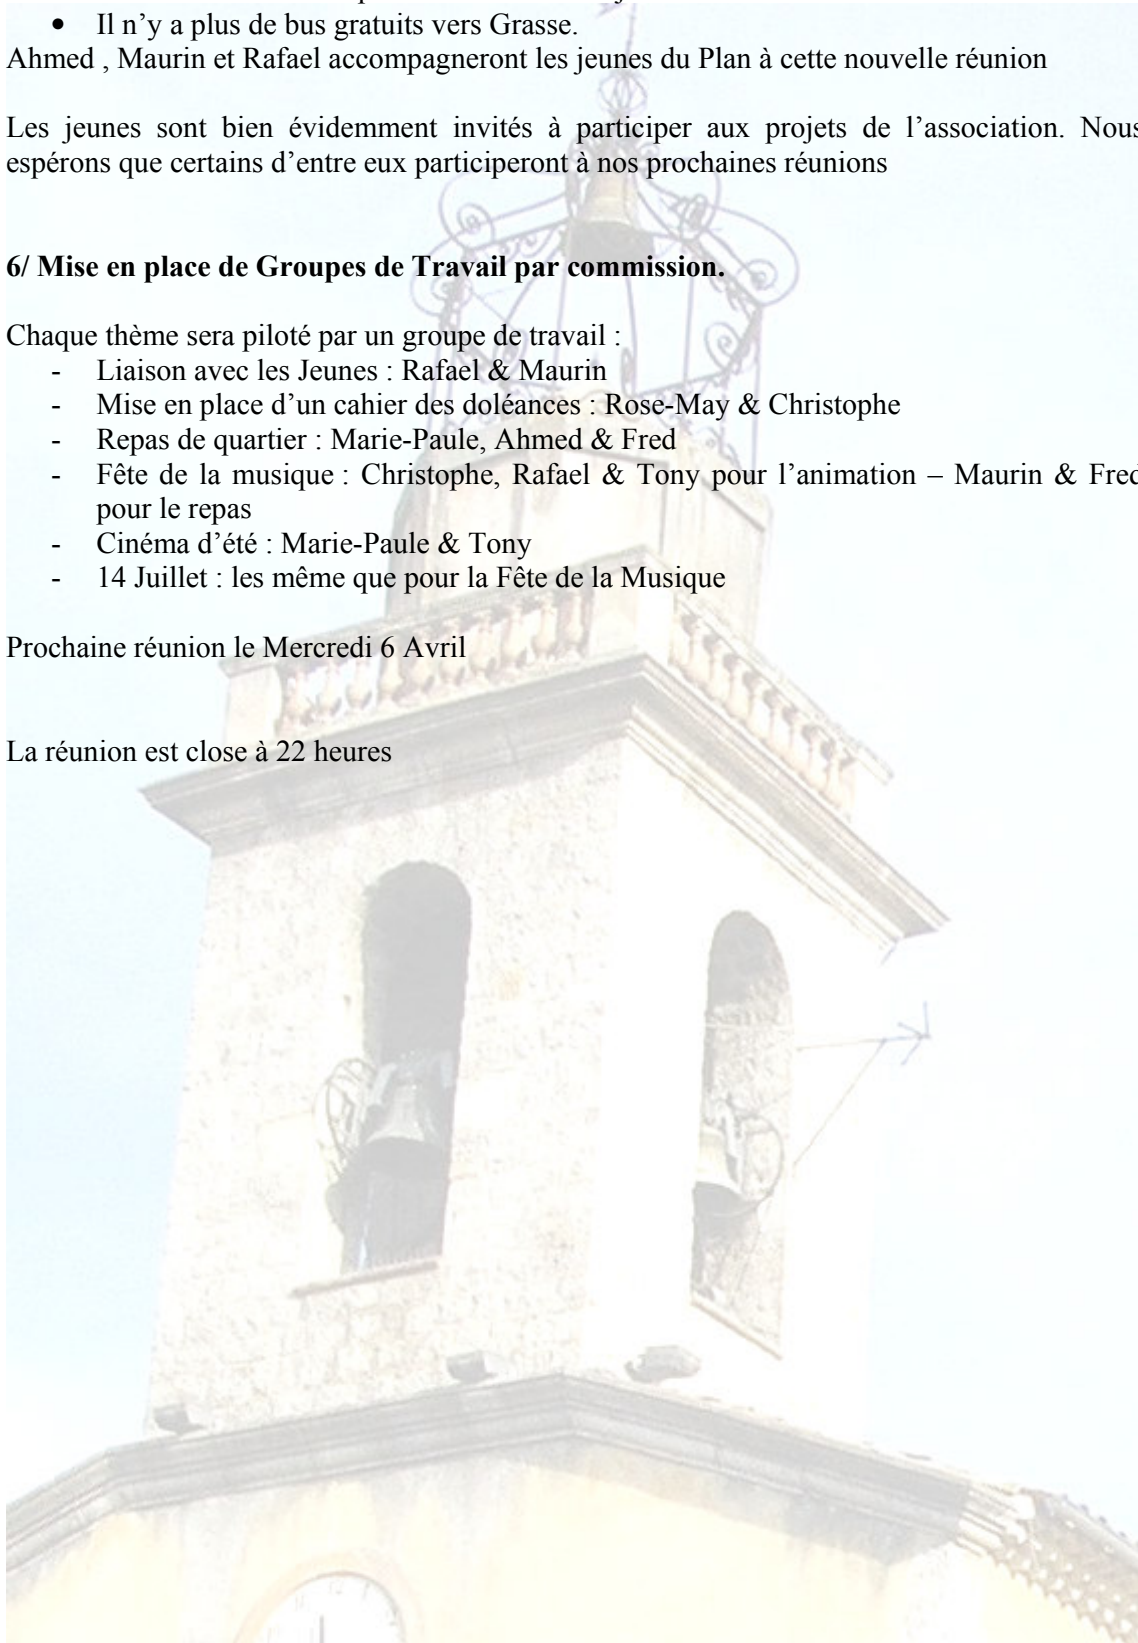 • Il n’y a plus de bus gratuits vers Grasse.
Ahmed , Maurin et Rafael accompagneront les jeunes du Plan à cette nouvelle réunion
Les jeunes sont bien évidemment invités à participer aux projets de l’association. Nous
espérons que certains d’entre eux participeront à nos prochaines réunions
6/ Mise en place de Groupes de Travail par commission.
Chaque thème sera piloté par un groupe de travail :
- Liaison avec les Jeunes : Rafael & Maurin
- Mise en place d’un cahier des doléances : Rose-May & Christophe
- Repas de quartier : Marie-Paule, Ahmed & Fred
- Fête de la musique : Christophe, Rafael & Tony pour l’animation – Maurin & Fred
pour le repas
- Cinéma d’été : Marie-Paule & Tony
- 14 Juillet : les même que pour la Fête de la Musique
Prochaine réunion le Mercredi 6 Avril
La réunion est close à 22 heures